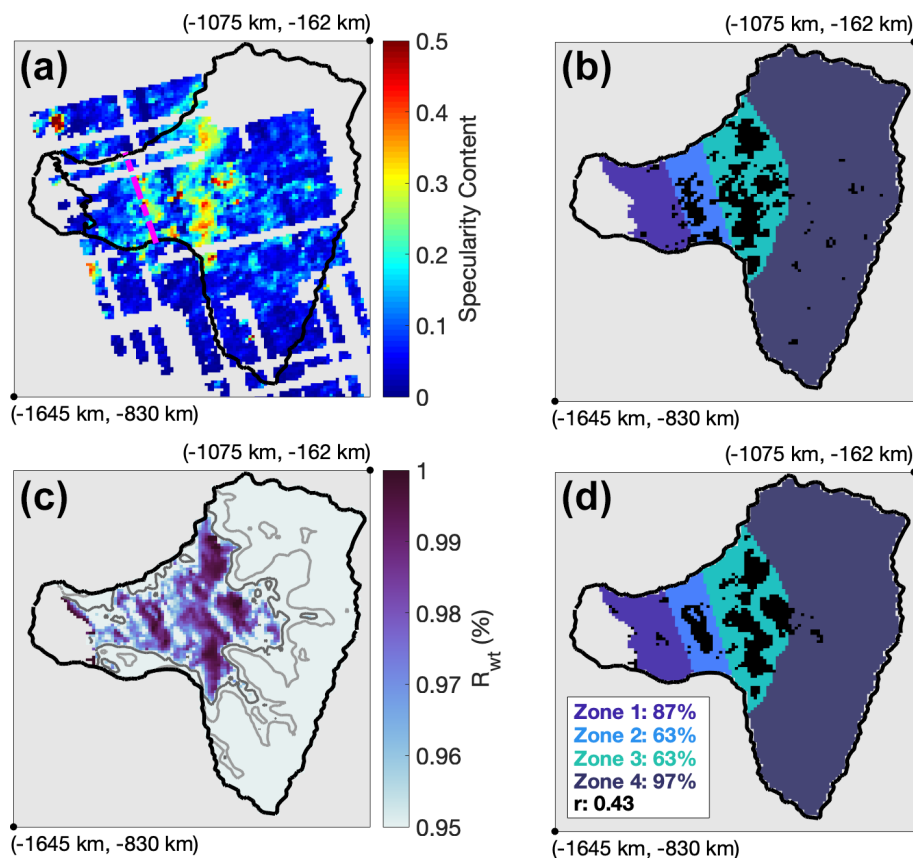 (-1075 km, -162 km)
(a)
0.5
0.4
0.3
0.2
0.1
0
Specularity Content
(-1645 km, -830 km)
(-1075 km, -162 km)
(b)
(-1645 km, -830 km)
(-1075 km, -162 km)
(c)
1
0.99
0.98
0.97
0.96
0.95
Rwt (%)
(-1645 km, -830 km)
(-1075 km, -162 km)
(d)
Zone 1: 87%
Zone 2: 63%
Zone 3: 63%
Zone 4: 97%
r: 0.43
(-1645 km, -830 km)